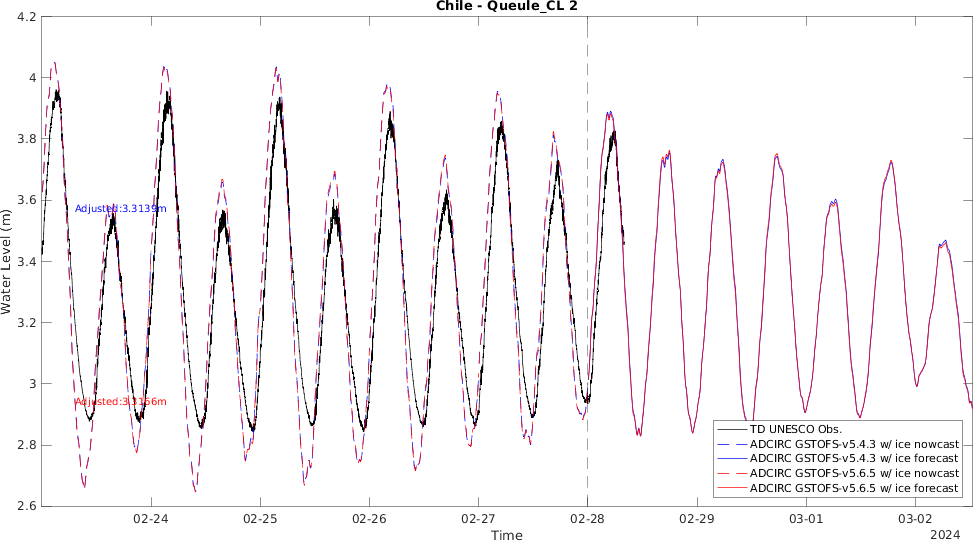 Chile - Queule_CL 2
4.2
4
3.8
3.6
3.4
3.2
3
2.8
2.6
Water Level (m)
Adjusted:3.3139m
Adjusted:3.3166m
02-24
02-25
02-26
02-27
02-28
02-29
03-01
03-02
Time
2024
TD UNESCO Obs.
ADCIRC GSTOFS-v5.4.3 w/ ice nowcast
ADCIRC GSTOFS-v5.4.3 w/ ice forecast
ADCIRC GSTOFS-v5.6.5 w/ ice nowcast
ADCIRC GSTOFS-v5.6.5 w/ ice forecast